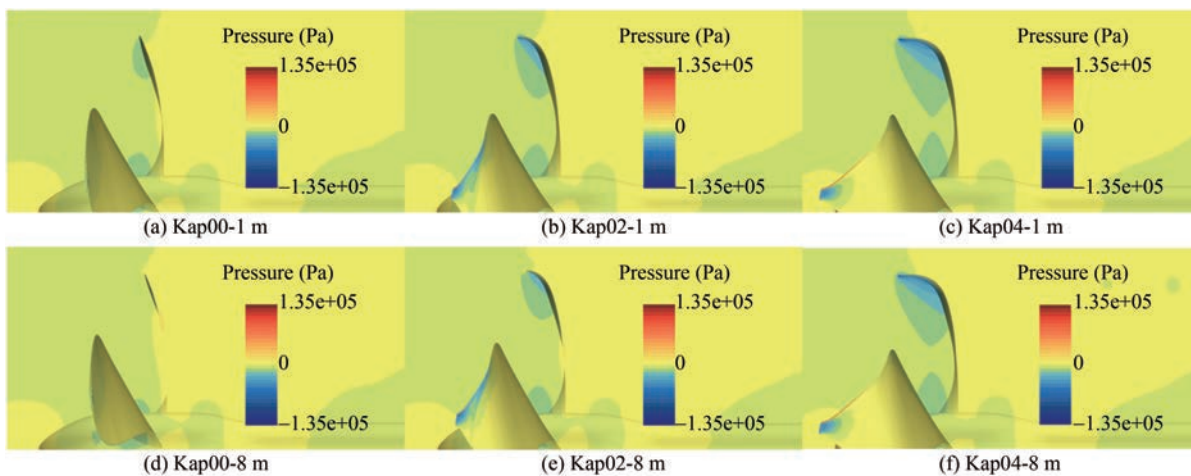 Pressure (Pa) Pressure (Pa) Pressure (Pa)
1.35e+05 1.35e+05 1.35e+05
0 0 0
−1.35e+05 −1.35e+05 −1.35e+05
(a) Kap00-1 m (b) Kap02-1 m (c) Kap04-1 m
Pressure (Pa) Pressure (Pa) Pressure (Pa)
1.35e+05 1.35e+05 1.35e+05
0 0 0
−1.35e+05 −1.35e+05 −1.35e+05
(d) Kap00-8 m (e) Kap02-8 m (f) Kap04-8 m